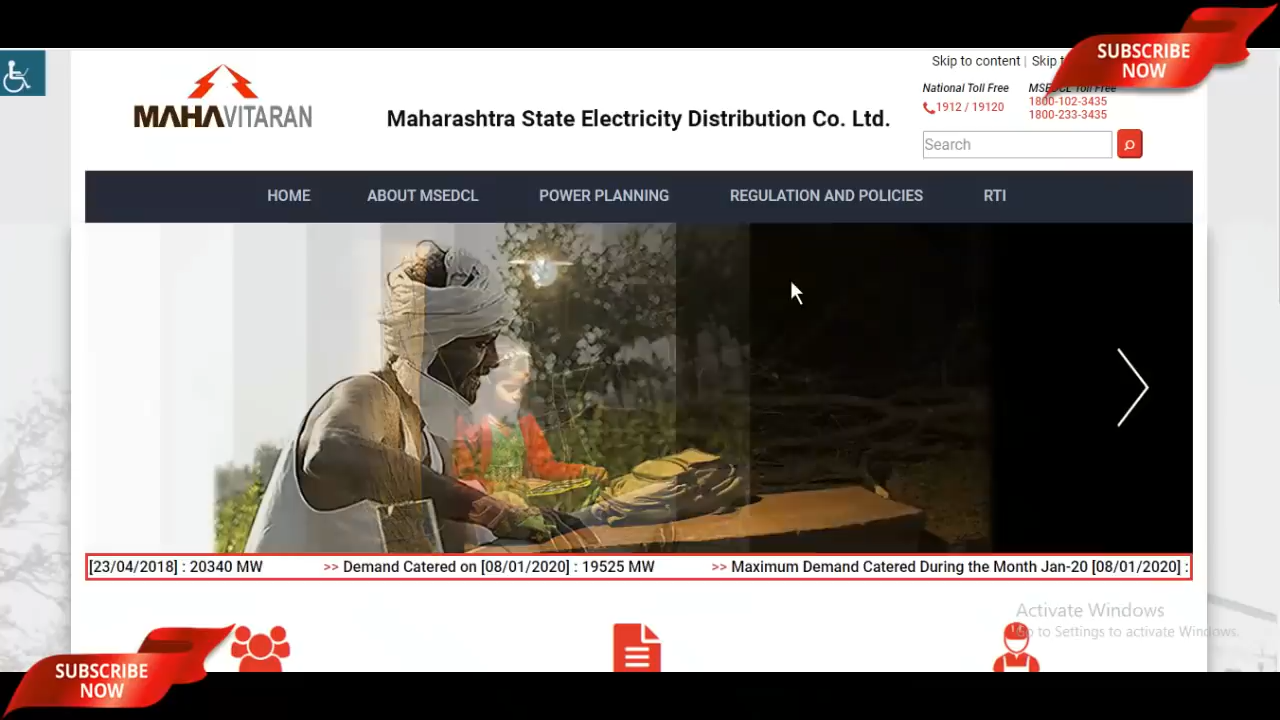 SUBSCRIBE
NOW
Skip to content | Skip
MAHAVITARAN
Maharashtra State Electricity Distribution Co. Ltd.
National Toll Free
1912 / 19120
MSEDCL Toll Free
1800-102-3435
1800-233-3435
Search
HOME ABOUT MSEDCL POWER PLANNING REGULATION AND POLICIES RTI
[23/04/2018] : 20340 MW >> Demand Catered on [08/01/2020] : 19525 MW >> Maximum Demand Catered During the Month Jan-20 [08/01/2020] :
Activate Windows
Go to Settings to activate Windows.
SUBSCRIBE
NOW